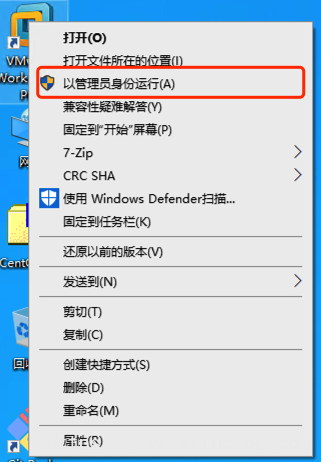 打开(O)
打开文件所在的位置(I)
VMw
以管理员身份运行(A)
Work
兼容性疑难解答(Y)
固定到"开始"屏幕(P)
7-Zip
CRC SHA
使用 Windows Defender扫描...
固定到任务栏(K)
还原以前的版本(V)
CentO
发送到(N)
剪切(T)
复制(C)
回收
创建快捷方式(S)
删除(D)
重命名(M)
属性(R)